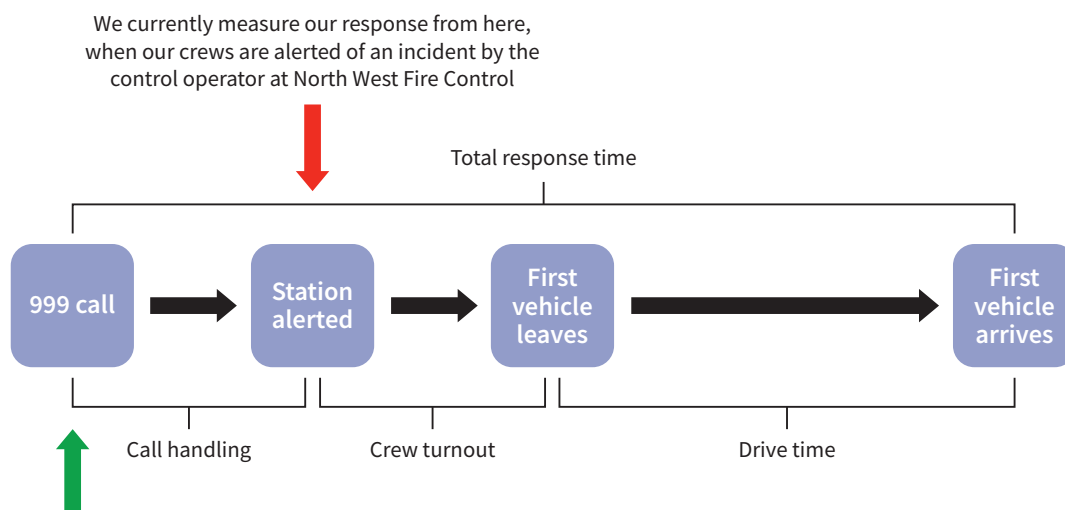 We currently measure our response from here,
when our crews are alerted of an incident by the
control operator at North West Fire Control
Total response time
999 call
Station
alerted
First
vehicle
leaves
First
vehicle
arrives
Call handling
Crew turnout
Drive time